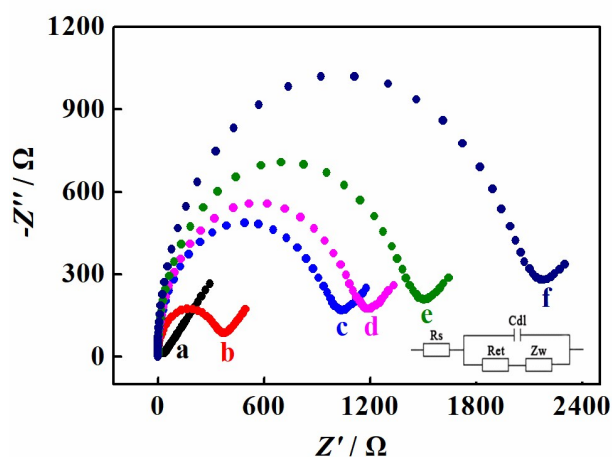 1200
900
600
300
0
-Z'' / Ω
a
b
c
d
e
f
Cdl
Rs
Ret
Zw
0
600
1200
1800
2400
Z' / Ω